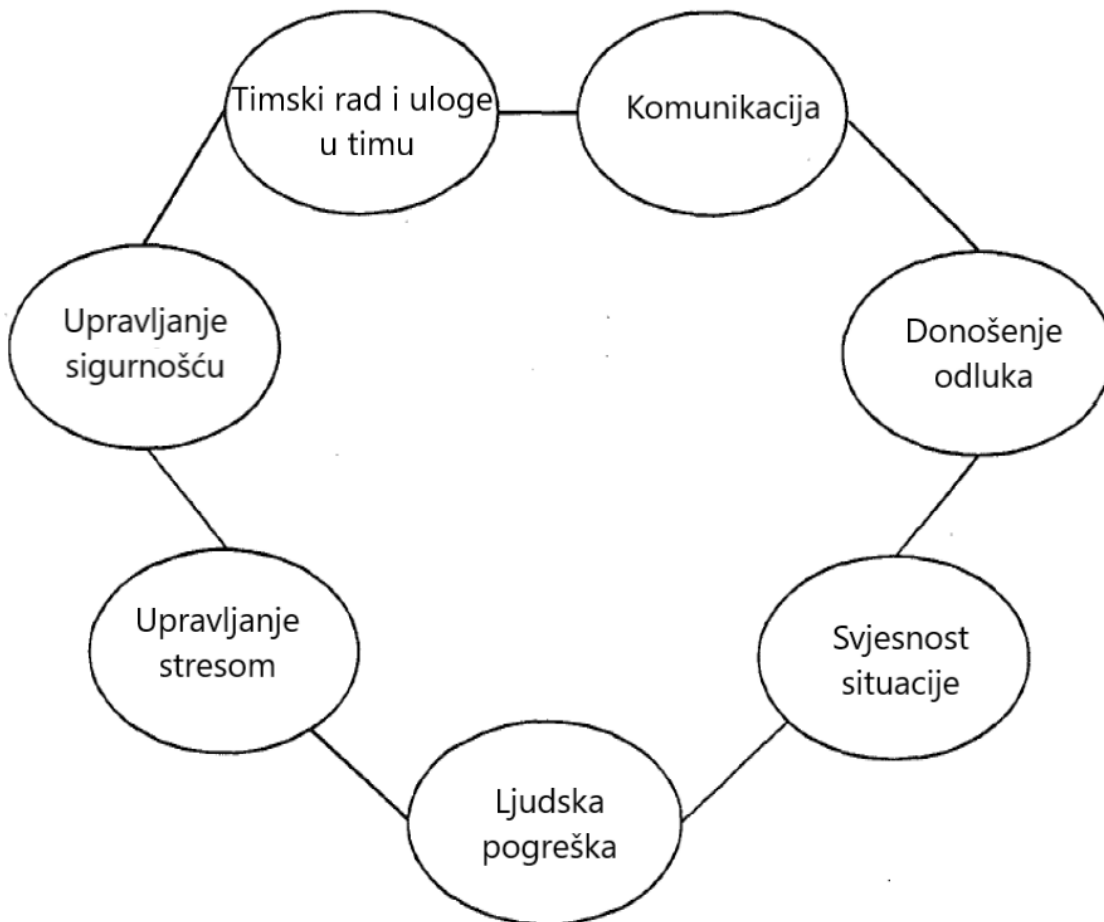 Timski rad i uloge
u timu
Komunikacija
Upravljanje
sigurnošću
Donošenje
odluka
Upravljanje
stresom
Svjesnost
situacije
Ljudska
pogreška